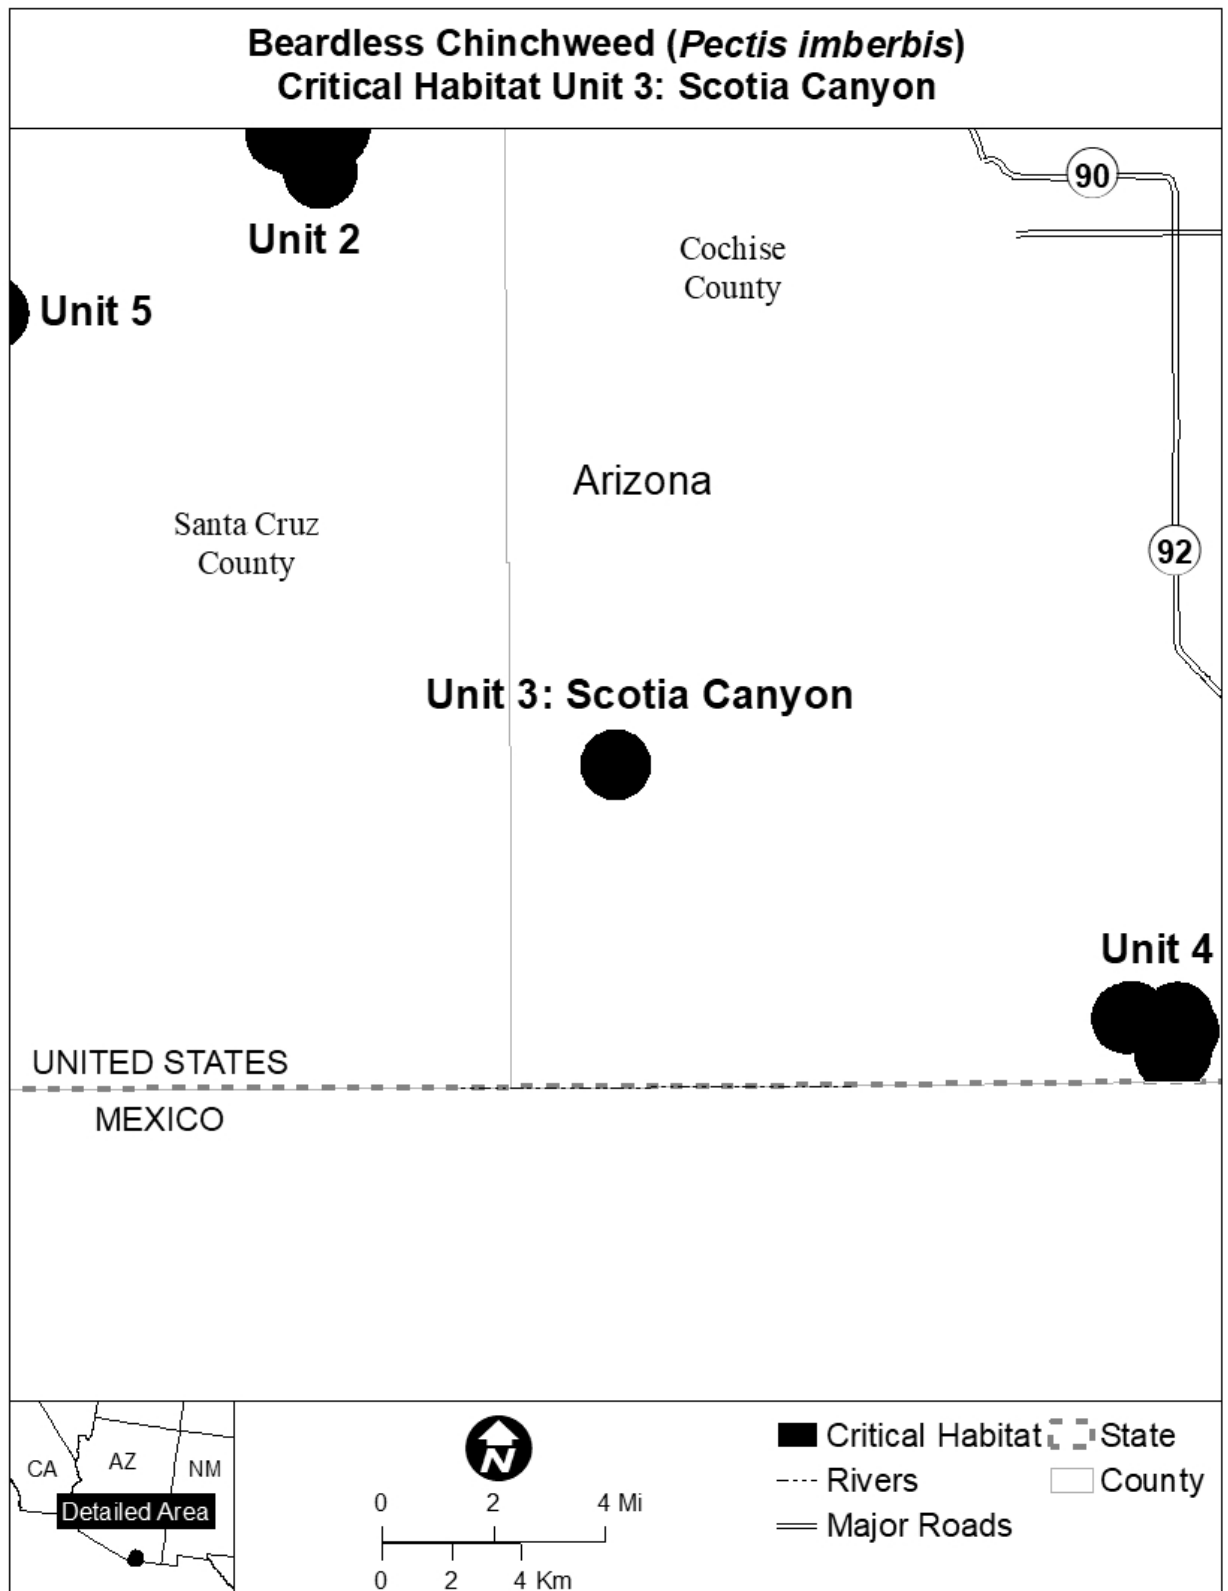 Beardless Chinchweed (Pectis imberbis)
Critical Habitat Unit 3: Scotia Canyon
90
Unit 2
Cochise
County
Unit 5
Arizona
Santa Cruz
County
92
Unit 3: Scotia Canyon
Unit 4
UNITED STATES
MEXICO
CA
AZ
NM
Detailed Area
N
0 2 4 Mi
0 2 4 Km
Critical Habitat
State
Rivers
County
Major Roads